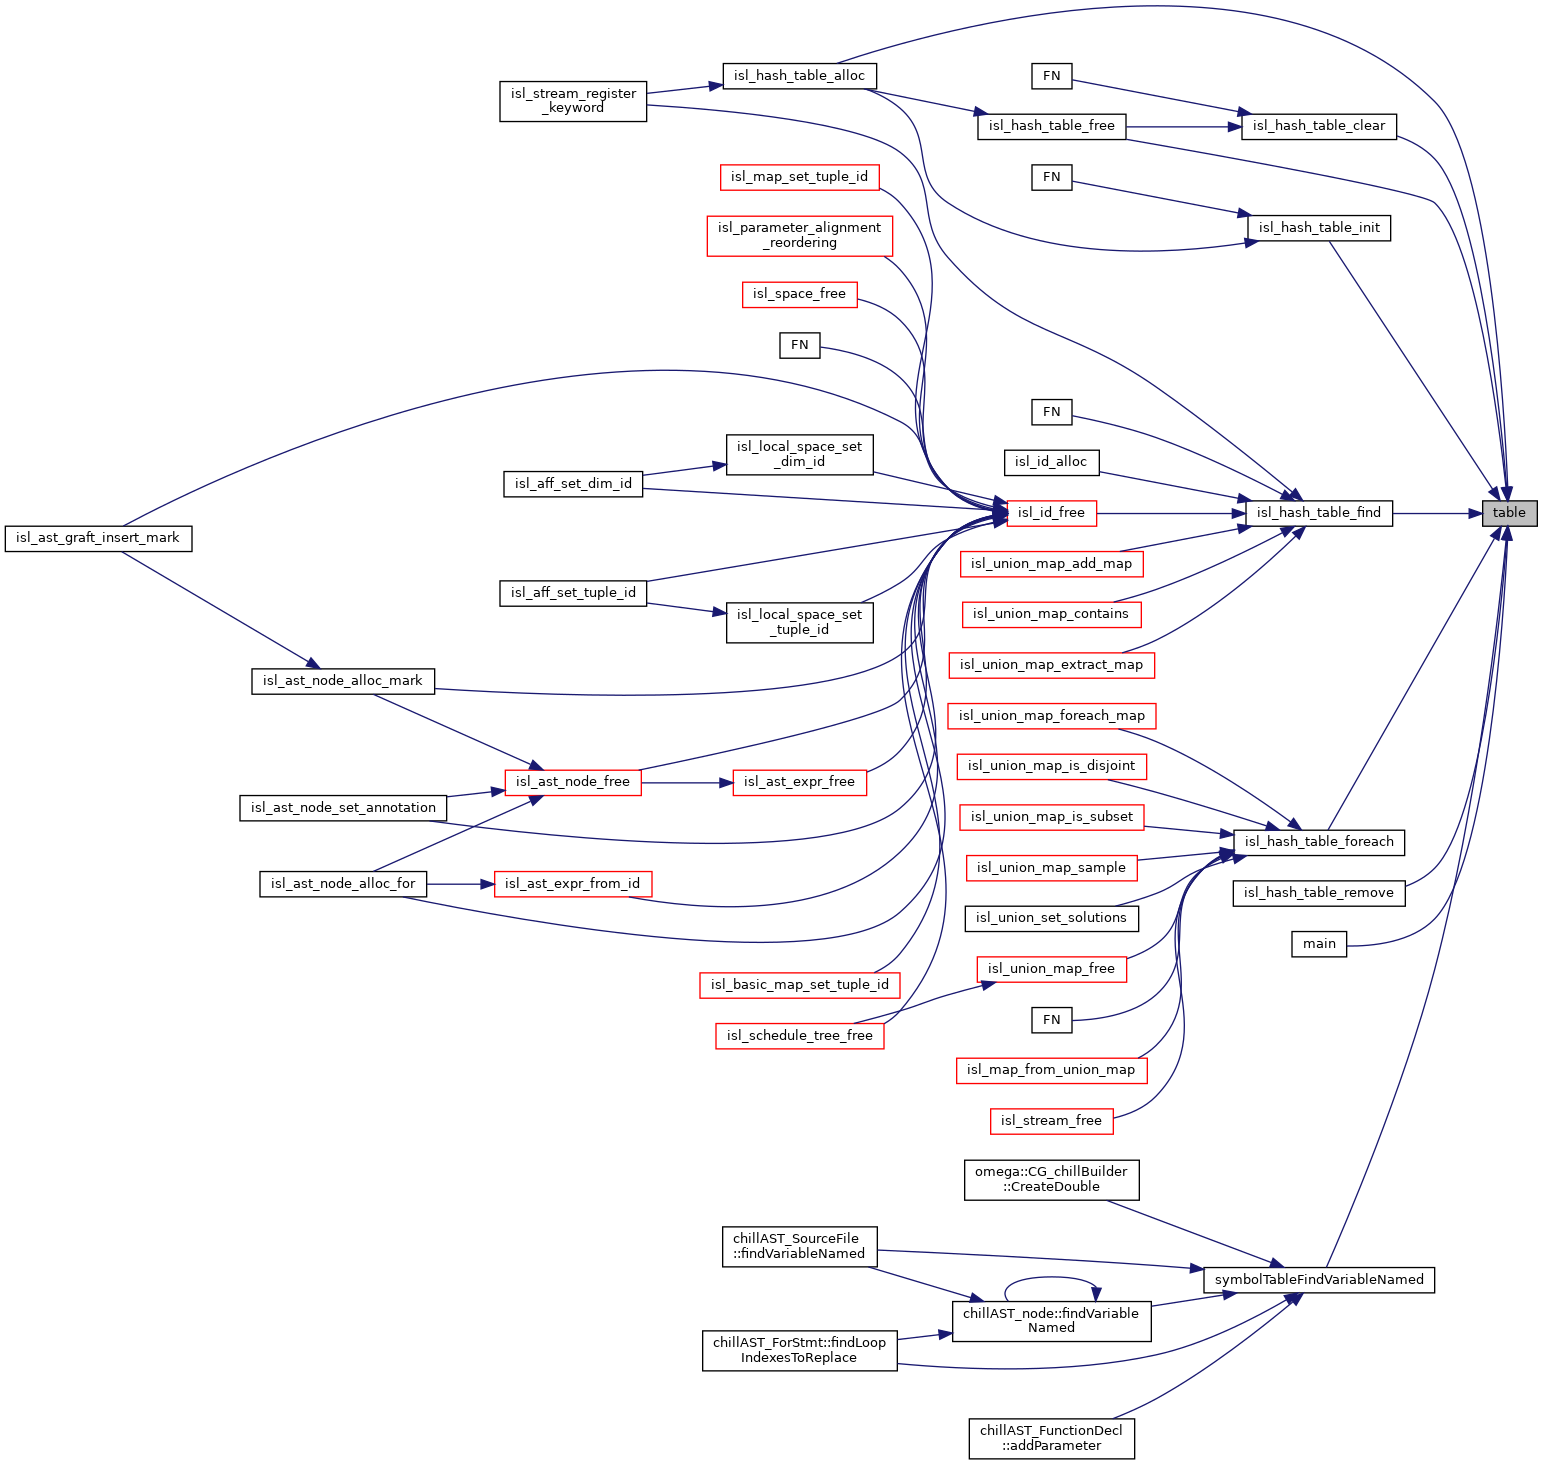 isl_hash_table_alloc
FN
isl_stream_register
_keyword
isl_hash_table_free
isl_hash_table_clear
isl_map_set_tuple_id
FN
isl_parameter_alignment
_reordering
isl_hash_table_init
isl_space_free
FN
FN
isl_local_space_set
_dim_id
isl_id_alloc
isl_aff_set_dim_id
isl_id_free
isl_hash_table_find
table
isl_ast_graft_insert_mark
isl_union_map_add_map
isl_aff_set_tuple_id
isl_local_space_set
_tuple_id
isl_union_map_contains
isl_union_map_extract_map
isl_ast_node_alloc_mark
isl_union_map_foreach_map
isl_union_map_is_disjoint
isl_ast_node_free
isl_ast_expr_free
isl_ast_node_set_annotation
isl_union_map_is_subset
isl_hash_table_foreach
isl_union_map_sample
isl_ast_node_alloc_for
isl_ast_expr_from_id
isl_hash_table_remove
isl_union_set_solutions
main
isl_union_map_free
isl_basic_map_set_tuple_id
FN
isl_schedule_tree_free
isl_map_from_union_map
isl_stream_free
omega::CG_chillBuilder
::CreateDouble
chillAST_SourceFile
::findVariableNamed
symbolTableFindVariableNamed
chillAST_node::findVariable
Named
chillAST_ForStmt::findLoop
IndexesToReplace
chillAST_FunctionDecl
::addParameter